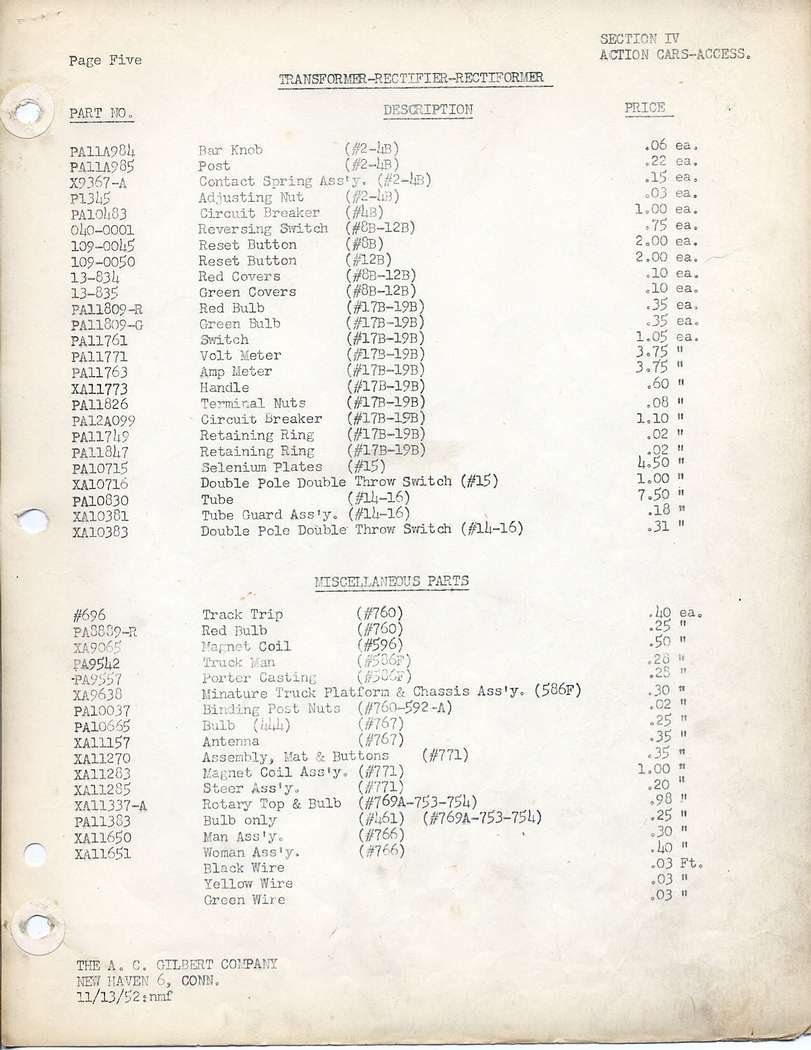 SECTION IV
Page Five ACTION CARS-ACCESS.
TRANSFORMER-RECTIFIER-RECTIFORMER
PART NO. DESCRIPTION PRICE
PA11A984 Bar Knob (#2-4B) .06 ea.
PA11A985 Post (#2-4B) .22 ea.
X9367-A Contact Spring Ass'y. (#2-4B) .15 ea.
P1345 Adjusting Nut (#2-4B) .03 ea.
PA10483 Circuit Breaker (#4B) 1.00 ea.
040-0001 Reversing Switch (#8B-12B) .75 ea.
109-0045 Reset Button (#8B) 2.00 ea.
109-0050 Reset Button (#12B) 2.00 ea.
13-834 Red Covers (#8B-12B) .10 ea.
13-835 Green Covers (#8B-12B) .10 ea.
PA11809-R Red Bulb (#17B-19B) .35 ea.
PA11809-G Green Bulb (#17B-19B) .35 ea.
PA11761 Switch (#17B-19B) 1.05 ea.
PA11771 Volt Meter (#17B-19B) 3.75 "
PA11763 Amp Meter (#17B-19B) 3.75 "
XA11773 Handle (#17B-19B) .60 "
PA11826 Terminal Nuts (#17B-19B) .08 "
PA12A099 Circuit Breaker (#17B-19B) 1.10 "
PA11749 Retaining Ring (#17B-19B) .02 "
PA11847 Retaining Ring (#17B-19B) .02 "
PA10715 Selenium Plates (#15) 4.50 "
XA10716 Double Pole Double Throw Switch (#15) 1.00 "
PA10830 Tube (#14-16) 7.50 "
XA10381 Tube Guard Ass'y. (#14-16) .18 "
XA10383 Double Pole Double Throw Switch (#14-16) .31 "
MISCELLANEOUS PARTS
#696 Track Trip (#760) .40 ea.
PA8889-R Red Bulb (#760) .25 "
XA9065 Magnet Coil (#596) .50 "
PA9542 Truck Man (#586F) .28 "
PA9557 Porter Casting (#586F) .28 "
XA9638 Minature Truck Platform & Chassis Ass'y. (586F) .30 "
PA10037 Binding Post Nuts (#760-592-A) .02 "
PA10665 Bulb (444) (#767) .25 "
XA11157 Antenna (#767) .35 "
XA11270 Assembly, Mat & Buttons (#771) .35 "
XA11283 Magnet Coil Ass'y. (#771) 1.00 "
XA11285 Steer Ass'y. (#771) .20 "
XA11337-A Rotary Top & Bulb (#769A-753-754) .98 "
PA11383 Bulb only (#461) (#769A-753-754) .25 "
XA11650 Man Ass'y. (#766) .30 "
XA11651 Woman Ass'y. (#766) .40 "
Black Wire .03 Ft.
Yellow Wire .03 "
Green Wire .03 "
THE A. C. GILBERT COMPANY
NEW HAVEN 6, CONN.
11/13/52:nmf